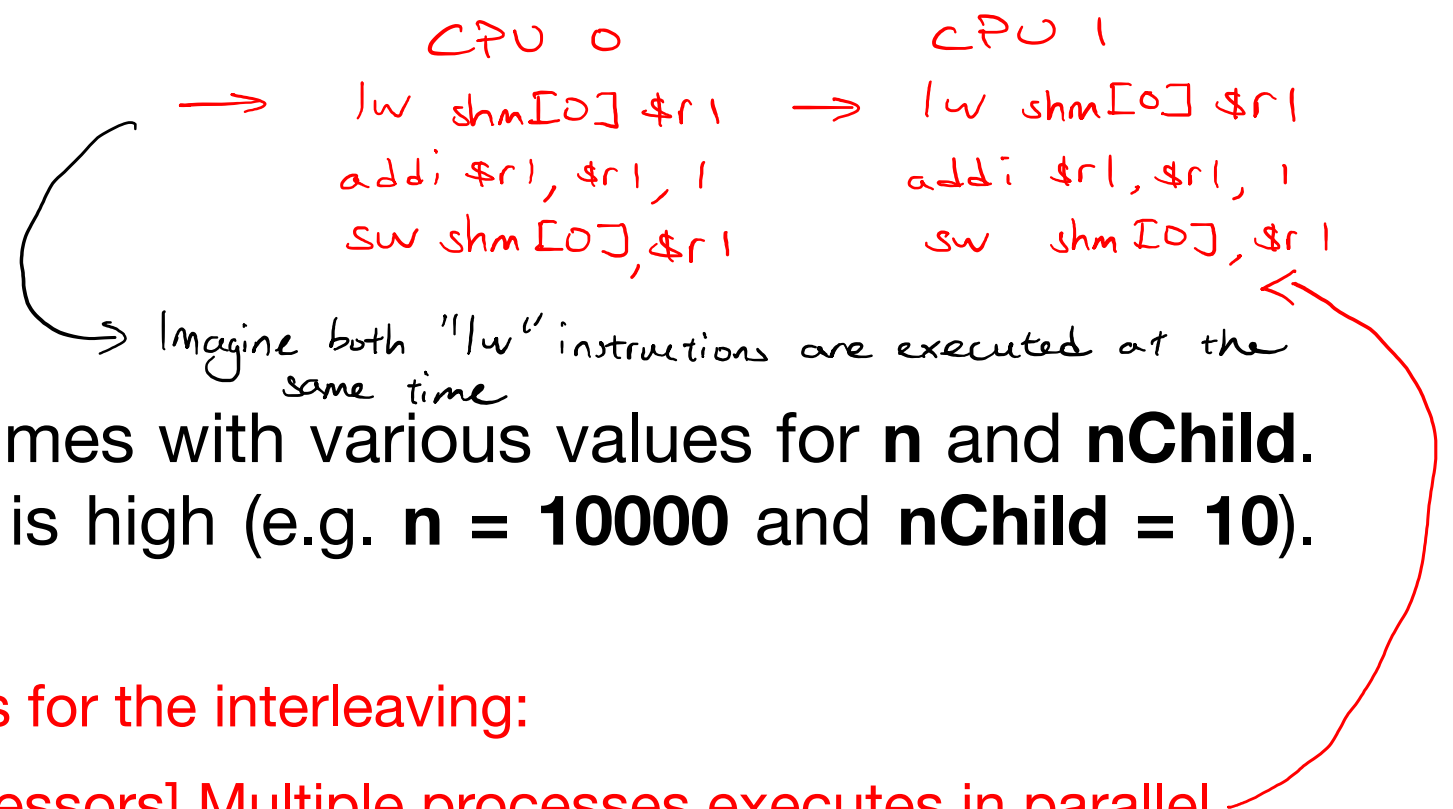 CPU 0 CPU 1
→ lw shm[0] $r1 → lw shm[0] $r1
addi $r1, $r1, 1 addi $r1, $r1, 1
sw shm[0], $r1 sw shm[0], $r1
Imagine both "lw" instructions are executed at the
same time
mes with various values for n and nChild.
is high (e.g. n = 10000 and nChild = 10).
s for the interleaving:
essors] Multiple processes executes in parallel